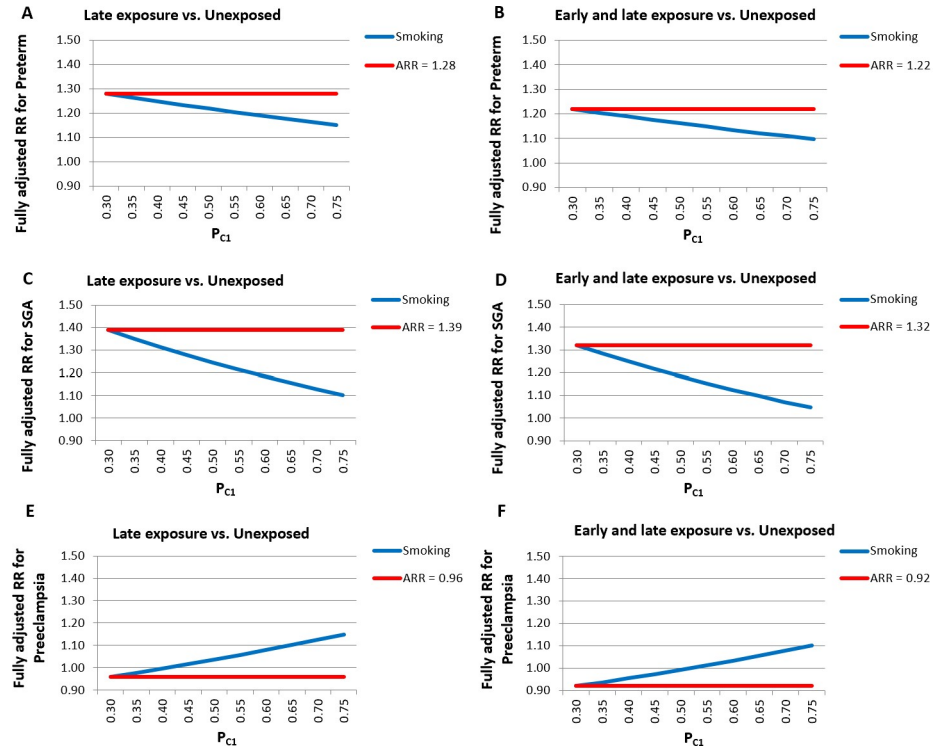 A
Late exposure vs. Unexposed
Fully adjusted RR for Preterm
1.50
1.40
1.30
1.20
1.10
1.00
0.90
0.30 0.35 0.40 0.45 0.50 0.55 0.60 0.65 0.70 0.75
PC1
Smoking
ARR = 1.28
B
Early and late exposure vs. Unexposed
Fully adjusted RR for Preterm
1.50
1.40
1.30
1.20
1.10
1.00
0.90
0.30 0.35 0.40 0.45 0.50 0.55 0.60 0.65 0.70 0.75
PC1
Smoking
ARR = 1.22
C
Late exposure vs. Unexposed
Fully adjusted RR for SGA
1.50
1.40
1.30
1.20
1.10
1.00
0.90
0.30 0.35 0.40 0.45 0.50 0.55 0.60 0.65 0.70 0.75
PC1
Smoking
ARR = 1.39
D
Early and late exposure vs. Unexposed
Fully adjusted RR for SGA
1.50
1.40
1.30
1.20
1.10
1.00
0.90
0.30 0.35 0.40 0.45 0.50 0.55 0.60 0.65 0.70 0.75
PC1
Smoking
ARR = 1.32
E
Late exposure vs. Unexposed
Fully adjusted RR for
Preeclampsia
1.50
1.40
1.30
1.20
1.10
1.00
0.90
0.30 0.35 0.40 0.45 0.50 0.55 0.60 0.65 0.70 0.75
PC1
Smoking
ARR = 0.96
F
Early and late exposure vs. Unexposed
Fully adjusted RR for
Preeclampsia
1.50
1.40
1.30
1.20
1.10
1.00
0.90
0.30 0.35 0.40 0.45 0.50 0.55 0.60 0.65 0.70 0.75
PC1
Smoking
ARR = 0.92